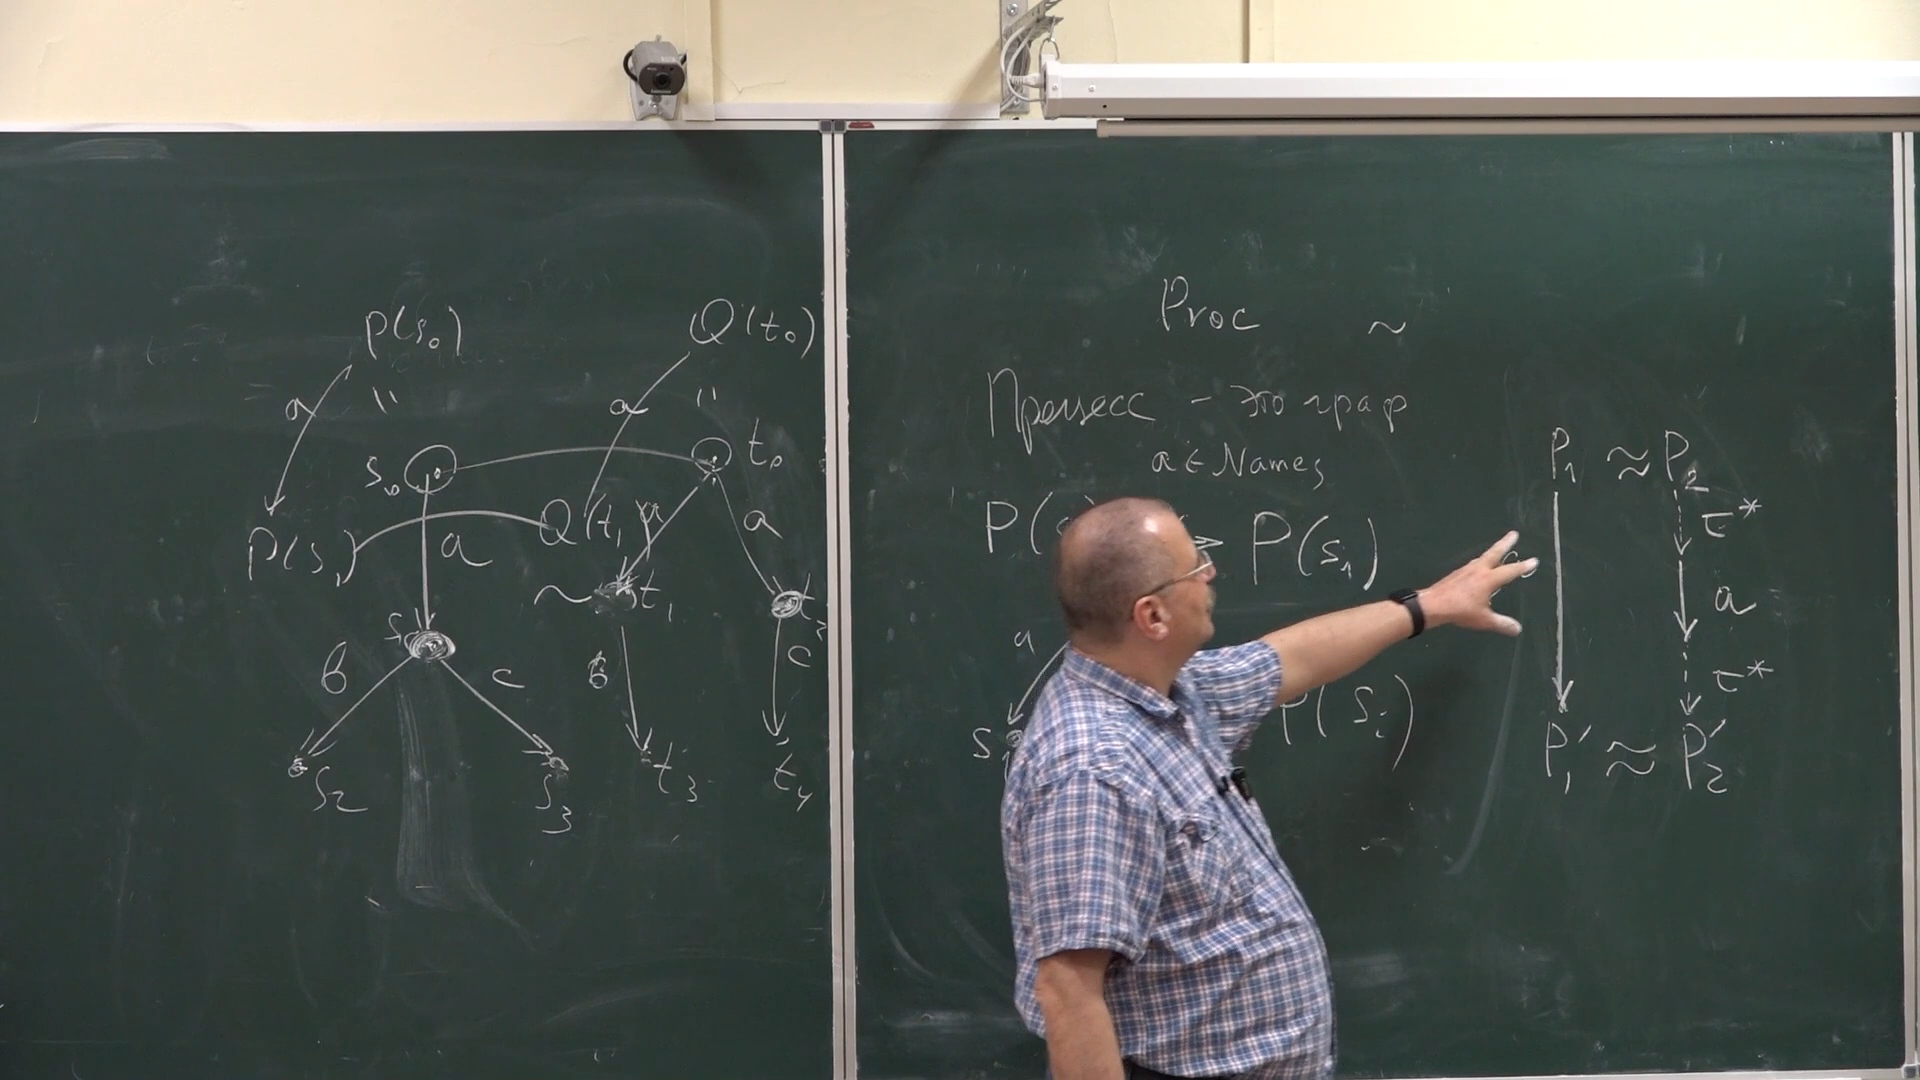 P(s₀)
Q(t₀)
a
"
a
"
s₀
t₀
P(s₁)
a
Q(t₁)
a
a
s₁
~
t₁
t₂
в
c
в
c
s₂
s₃
t₃
t₄
Proc ~
Процесс - это граф
a ∈ Names
P(
P(s₁)
a
P(sᵢ)
P₁ ≈ P₂
τ*
a
τ*
P₁′ ≈ P₂′